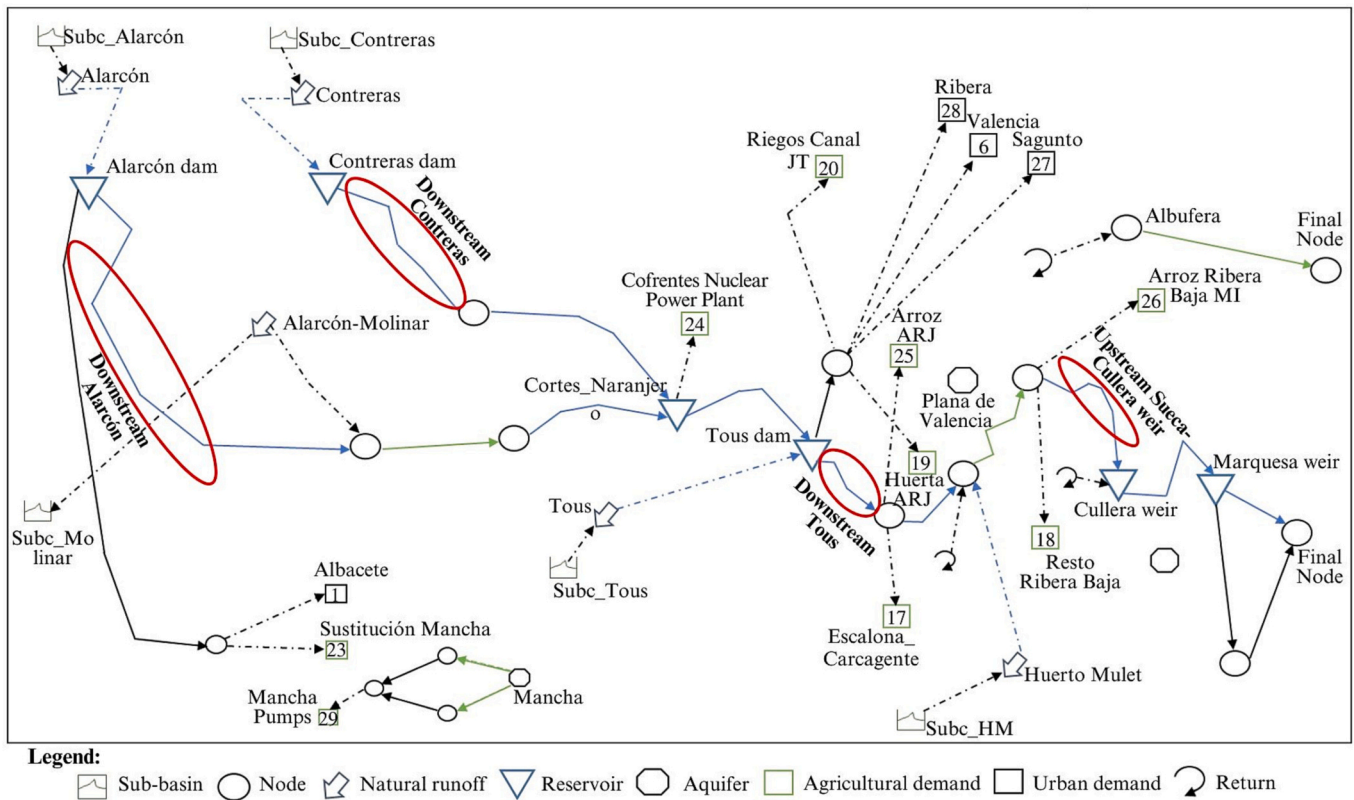 Subc_Alarcón
Alarcón
Subc_Contreras
Contreras
Alarcón dam
Contreras dam
Downstream
Contreras
Downstream
Alarcón
Alarcón-Molinar
Subc_Mo
linar
Cofrentes Nuclear
Power Plant
24
Cortes_Naranjer
o
Riegos Canal
JT
20
Ribera
28
Valencia
6
Sagunto
27
Arroz
ARJ
25
Tous dam
19
Huerta
ARJ
Downstream
Tous
Tous
Subc_Tous
17
Escalona_
Carcagente
Plana de
Valencia
Albufera
Final
Node
Arroz Ribera
Baja MI
26
Upstream Sueca-
Cullera weir
Marquesa weir
Cullera weir
18
Resto
Ribera Baja
Final
Node
Huerto Mulet
Subc_HM
Albacete
1
Sustitución Mancha
23
Mancha
Pumps
29
Mancha
Legend:
Sub-basin
Node
Natural runoff
Reservoir
Aquifer
Agricultural demand
Urban demand
Return